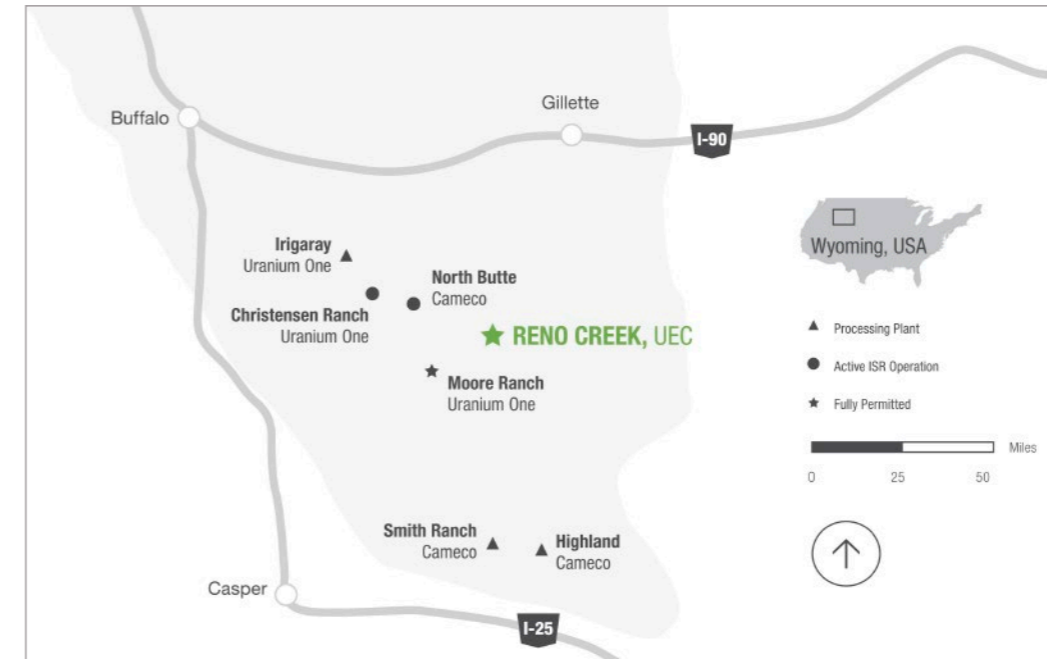 Buffalo
Gillette
I-90
Irigaray
Uranium One
Christensen Ranch
Uranium One
North Butte
Cameco
RENO CREEK, UEC
Moore Ranch
Uranium One
Smith Ranch
Cameco
Highland
Cameco
Casper
I-25
Wyoming, USA
Processing Plant
Active ISR Operation
Fully Permitted
Miles
0 25 50